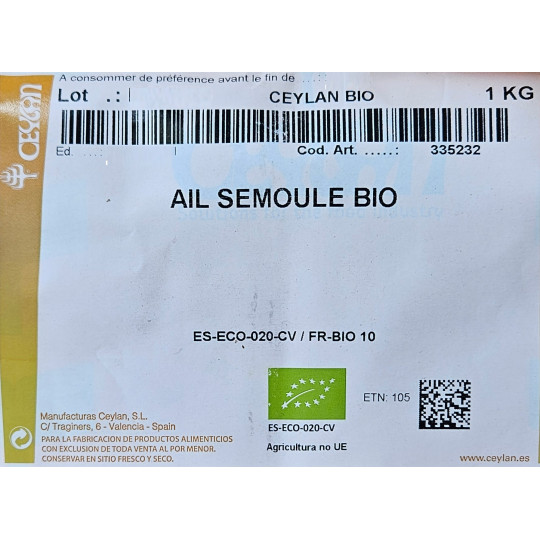 A consommer de préférence avant le fin de ...:
Lot .: CEYLAN BIO 1 KG
CEYLAN
Ed. ....: Cod. Art. .....: 335232
AIL SEMOULE BIO
ES-ECO-020-CV / FR-BIO 10
ETN: 105
ES-ECO-020-CV
Agricultura no UE
Manufacturas Ceylan, S.L.
C/ Traginers, 6 - Valencia - Spain
PARA LA FABRICACION DE PRODUCTOS ALIMENTICIOS
CON EXCLUSION DE TODA VENTA AL POR MENOR.
CONSERVAR EN SITIO FRESCO Y SECO.
www.ceylan.es